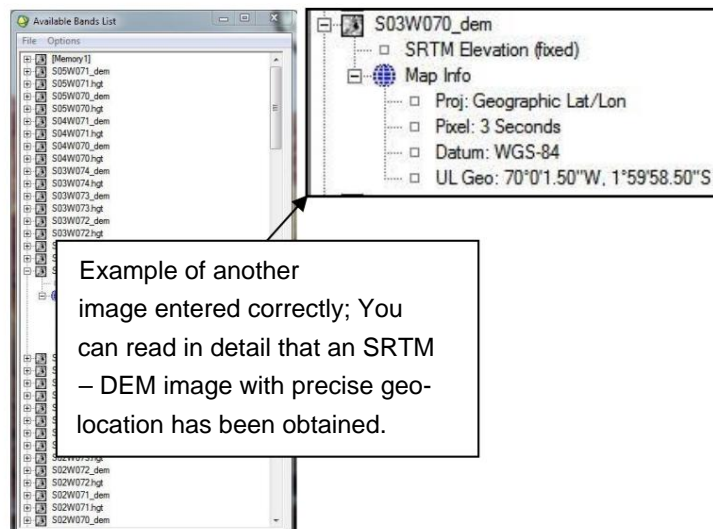 Available Bands List
File Options
[Memory1]
S05W071_dem
S05W071.hgt
S05W070_dem
S05W070.hgt
S04W071_dem
S04W071.hgt
S04W070_dem
S04W070.hgt
S03W074_dem
S03W074.hgt
S03W073_dem
S03W073.hgt
S03W072_dem
S03W072.hgt
S02W072_dem
S02W072.hgt
S02W071_dem
S02W071.hgt
S02W070_dem
S03W070_dem
SRTM Elevation (fixed)
Map Info
Proj: Geographic Lat/Lon
Pixel: 3 Seconds
Datum: WGS-84
UL Geo: 70°0'1.50"W, 1°59'58.50"S
Example of another
image entered correctly; You
can read in detail that an SRTM
– DEM image with precise geo-
location has been obtained.